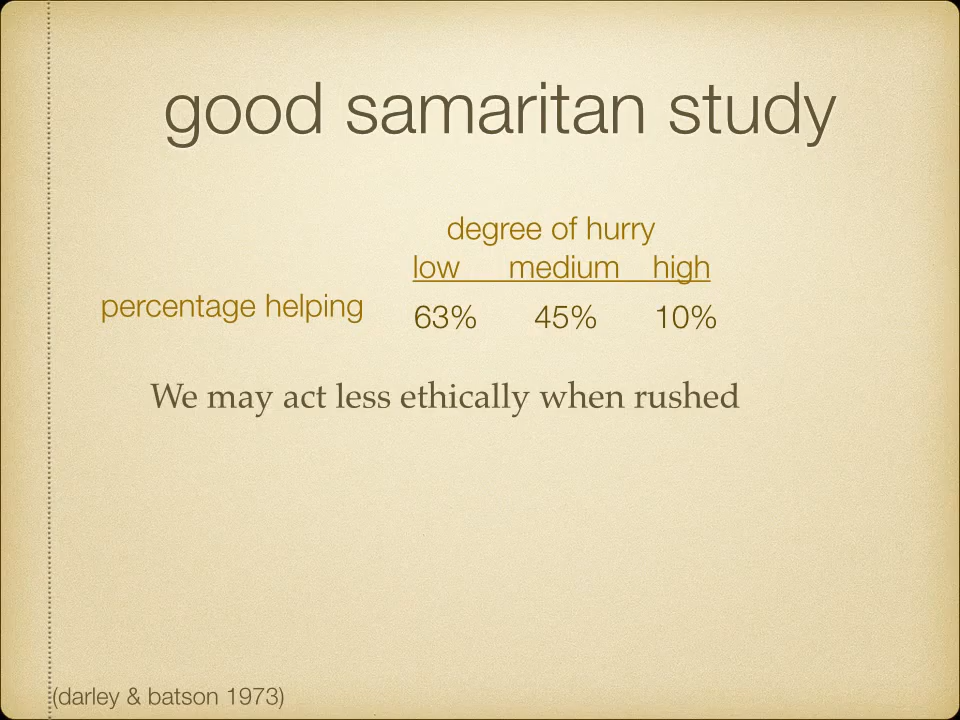 good samaritan study
degree of hurry
low medium high
percentage helping
63% 45% 10%
We may act less ethically when rushed
(darley & batson 1973)